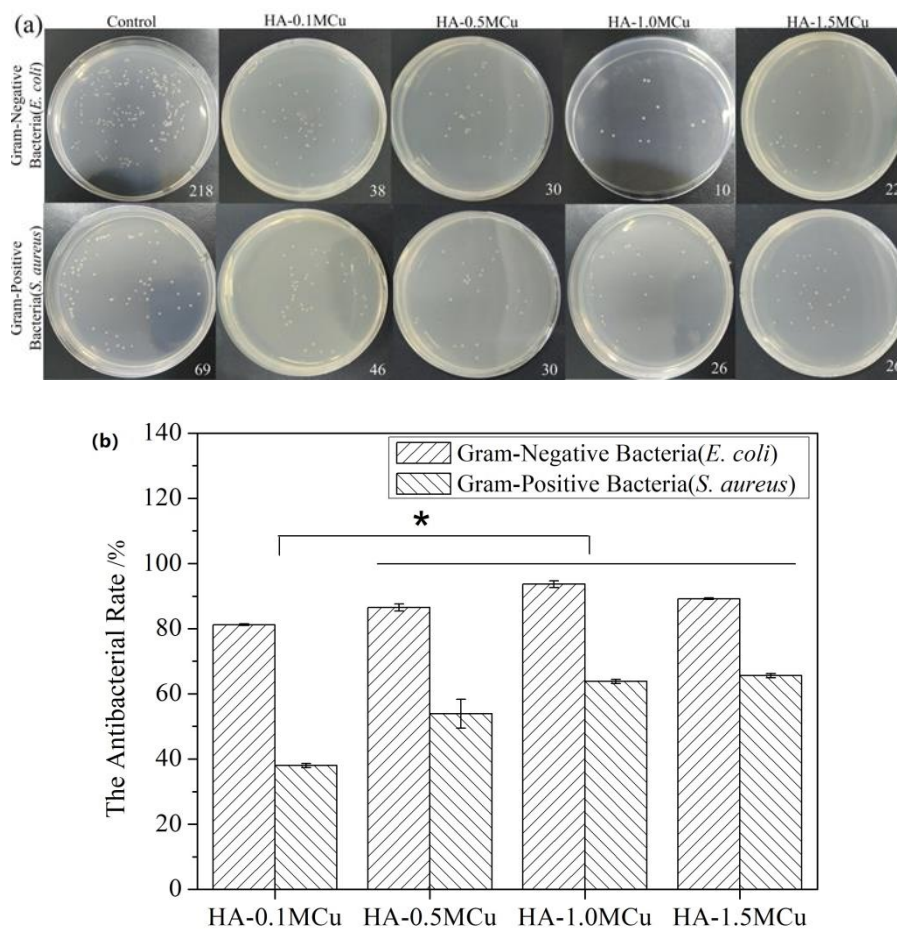 (a)
Control HA-0.1MCu HA-0.5MCu HA-1.0MCu HA-1.5MCu
Gram-Negative
Bacteria(E. coli)
218 38 30 10 22
Gram-Positive
Bacteria(S. aureus)
69 46 30 26 26
(b)
140
120
100
80
60
40
20
0
The Antibacterial Rate /%
Gram-Negative Bacteria(E. coli)
Gram-Positive Bacteria(S. aureus)
*
HA-0.1MCu HA-0.5MCu HA-1.0MCu HA-1.5MCu